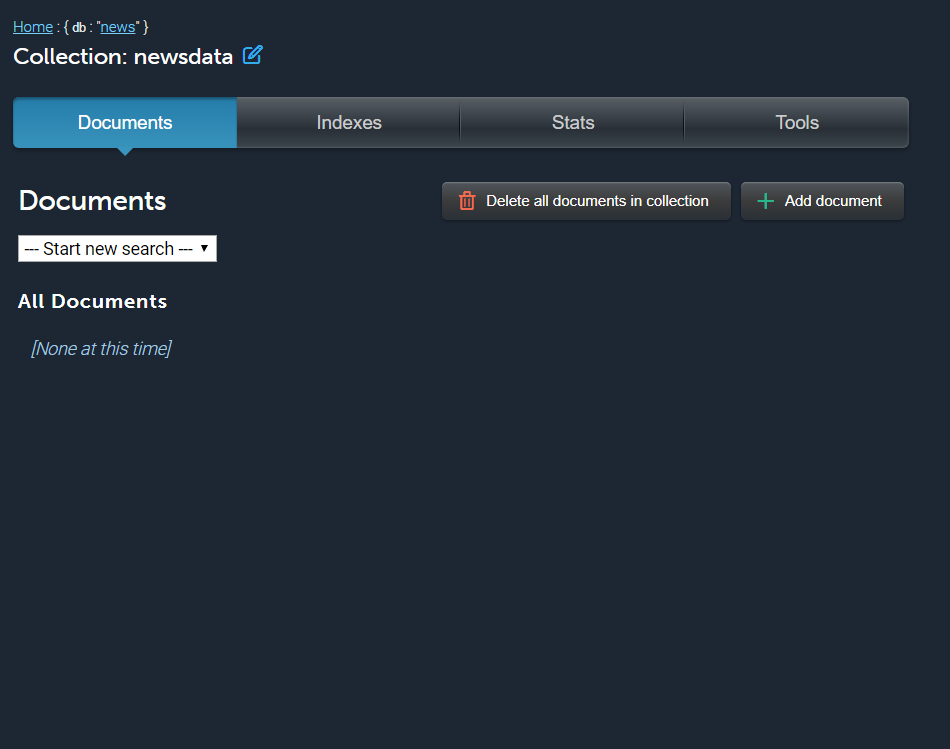 Home : { db : "news" }
Collection: newsdata
Documents Indexes Stats Tools
Documents Delete all documents in collection Add document
--- Start new search ---
All Documents
[None at this time]